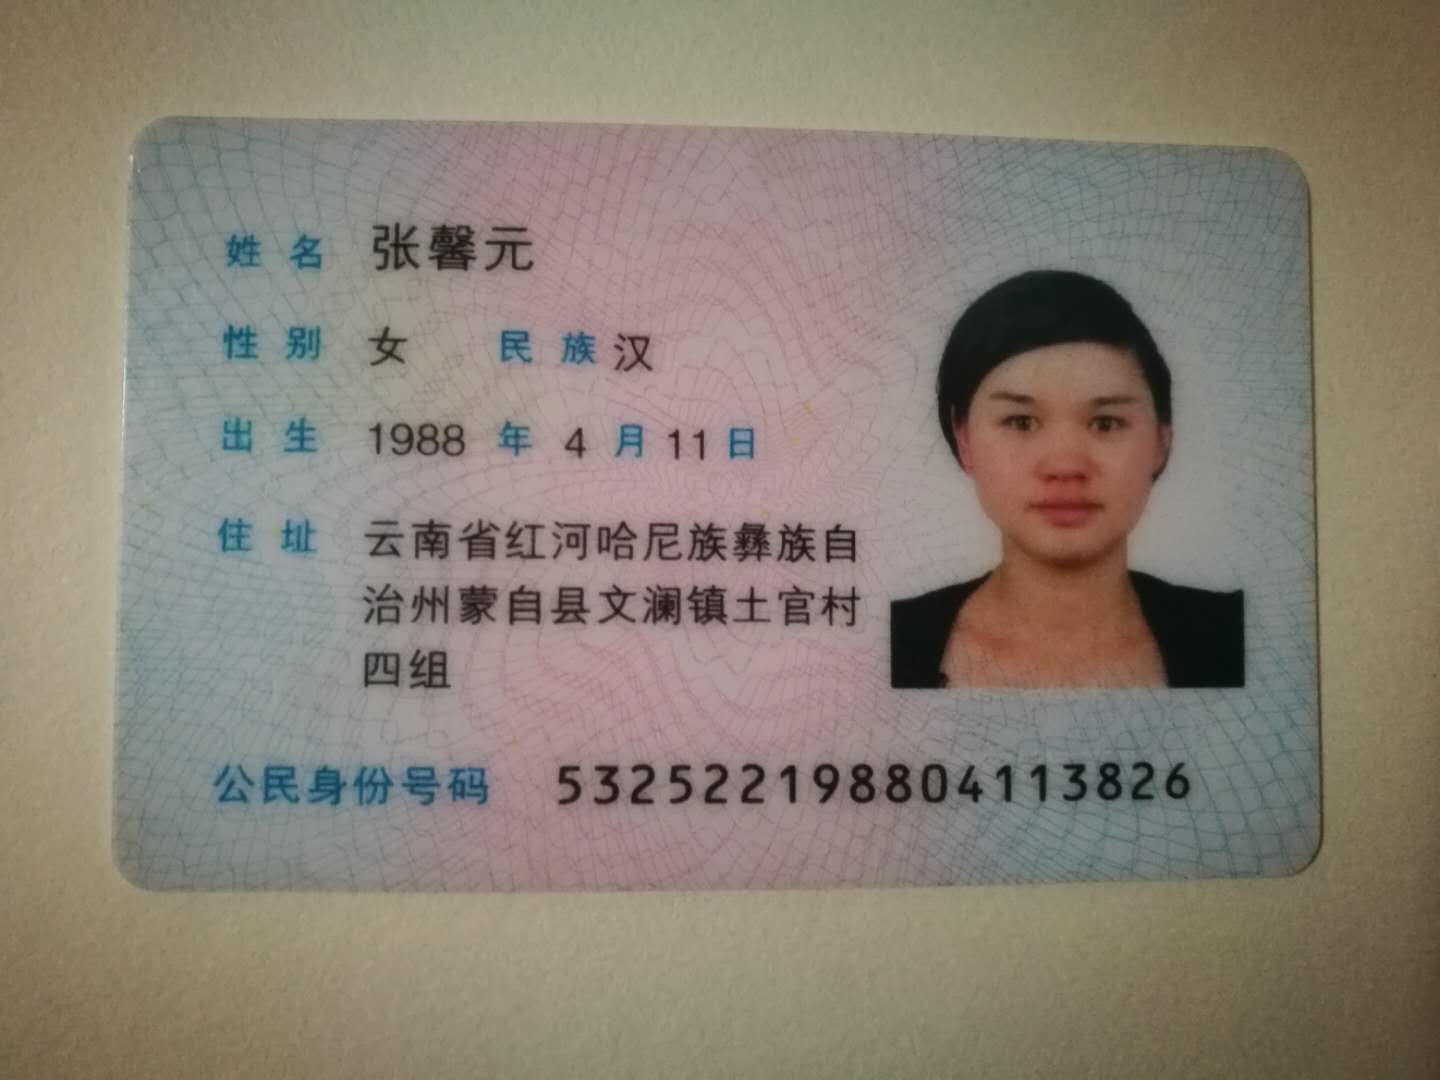 姓名 张馨元
性别 女 民族 汉
出生 1988 年 4 月 11 日
住址 云南省红河哈尼族彝族自
治州蒙自县文澜镇土官村
四组
公民身份号码 532522198804113826